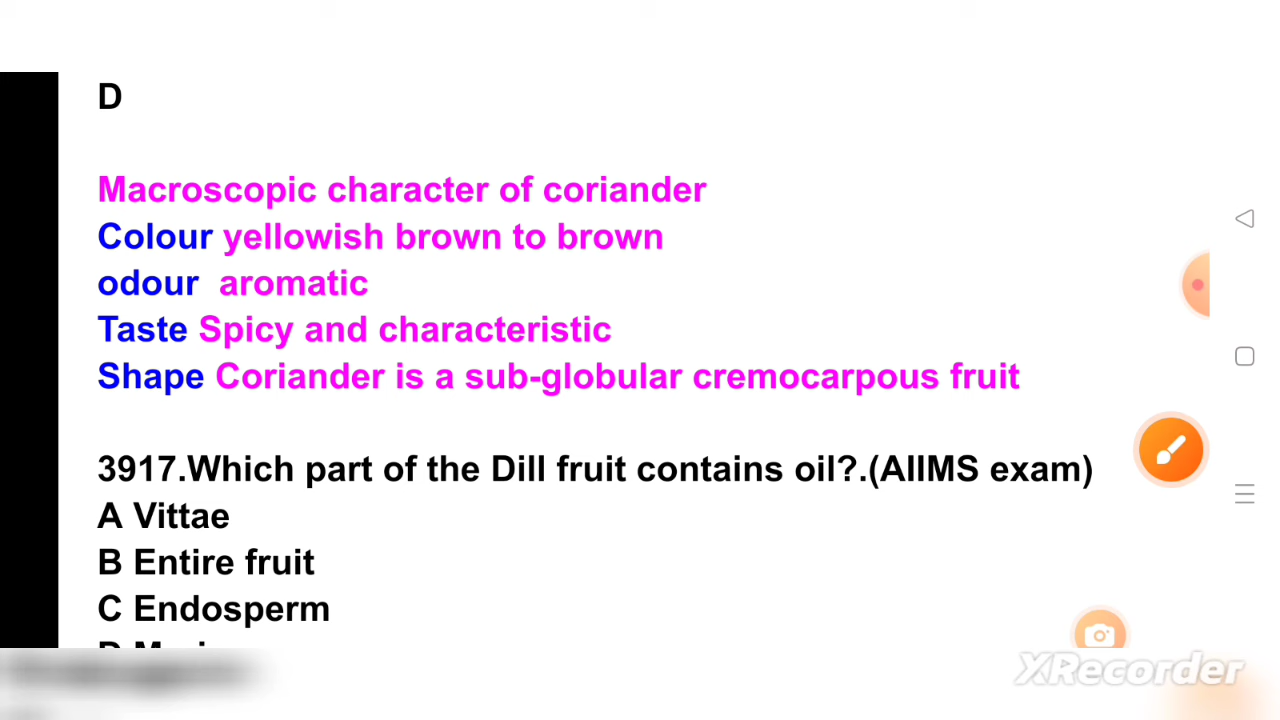 D
Macroscopic character of coriander
Colour yellowish brown to brown
odour aromatic
Taste Spicy and characteristic
Shape Coriander is a sub-globular cremocarpous fruit
3917.Which part of the Dill fruit contains oil?.(AIIMS exam)
A Vittae
B Entire fruit
C Endosperm
XRecorder